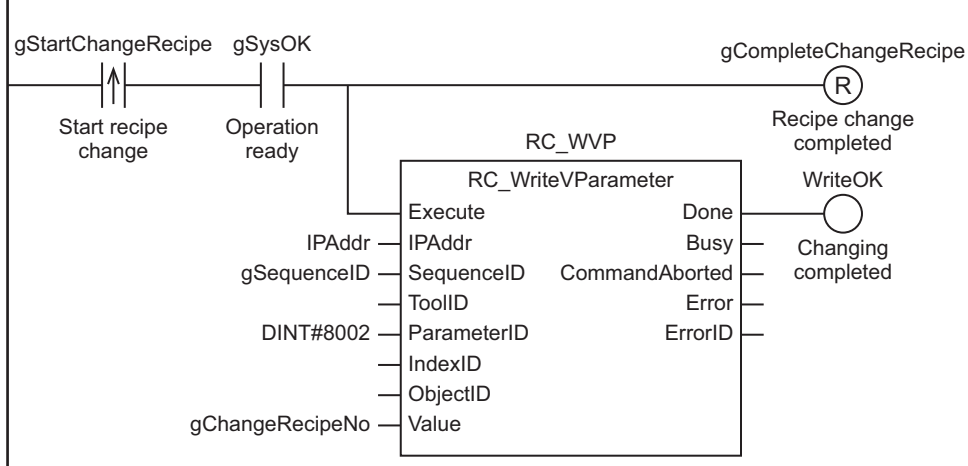 gStartChangeRecipe gSysOK gCompleteChangeRecipe
R
Start recipe
change
Operation
ready
Recipe change
completed
RC_WVP
RC_WriteVParameter
WriteOK
Execute Done
IPAddr IPAddr Busy
Changing
completed
gSequenceID SequenceID CommandAborted
ToolID Error
DINT#8002 ParameterID ErrorID
IndexID
ObjectID
gChangeRecipeNo Value